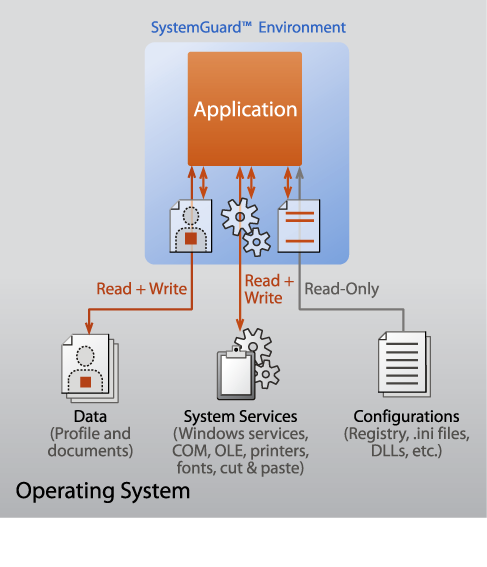 SystemGuard™ Environment
Application
Read + Write
Read +
Write
Read-Only
Data
(Profile and
documents)
System Services
(Windows services,
COM, OLE, printers,
fonts, cut & paste)
Configurations
(Registry, .ini files,
DLLs, etc.)
Operating System